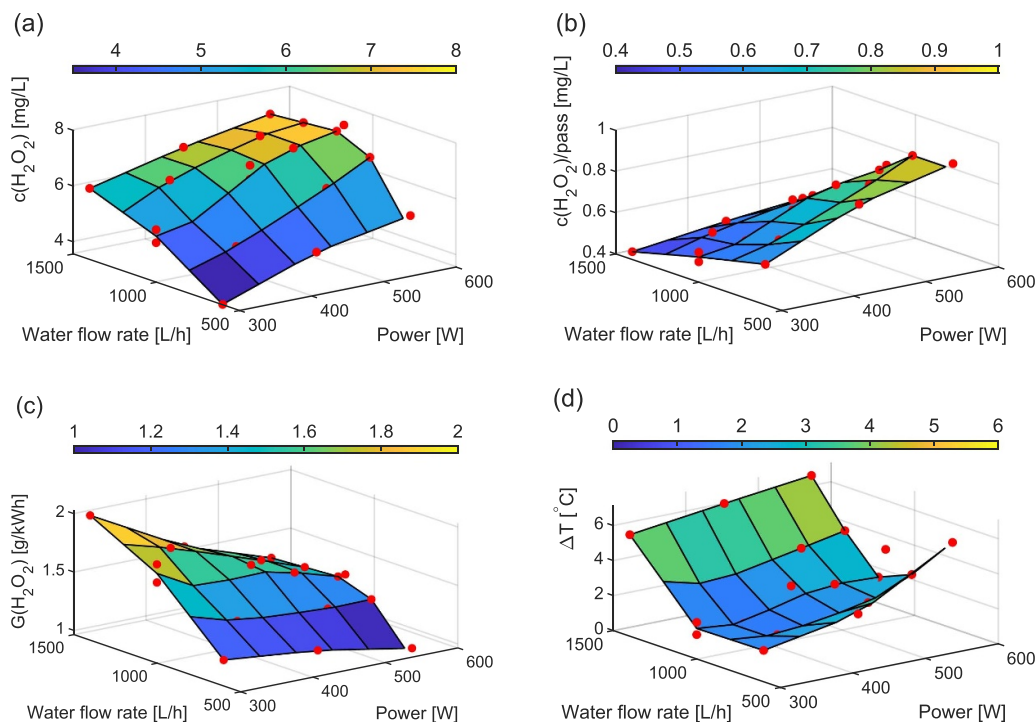 (a)
4 5 6 7 8
c(H2O2) [mg/L]
8
6
4
1500
1000
500
300
400
500
600
Water flow rate [L/h]
Power [W]
(b)
0.4 0.5 0.6 0.7 0.8 0.9 1
c(H2O2)/pass [mg/L]
1
0.8
0.6
0.4
1500
1000
500
300
400
500
600
Water flow rate [L/h]
Power [W]
(c)
1 1.2 1.4 1.6 1.8 2
G(H2O2) [g/kWh]
2
1.5
1
1500
1000
500
300
400
500
600
Water flow rate [L/h]
Power [W]
(d)
0 1 2 3 4 5 6
ΔT [°C]
6
4
2
0
1500
1000
500
300
400
500
600
Water flow rate [L/h]
Power [W]